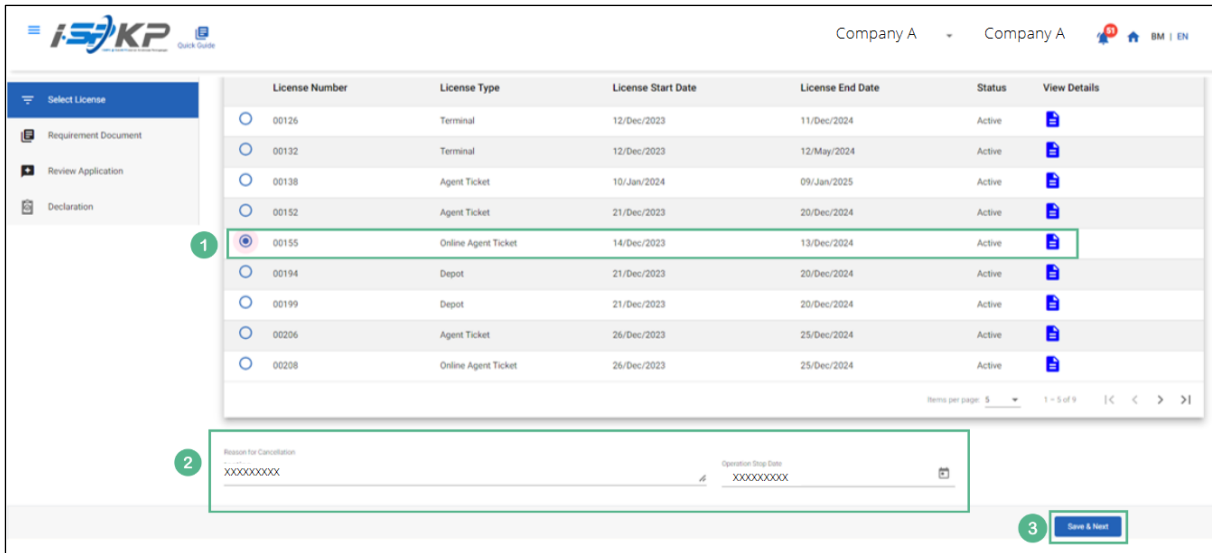 i-SPKP
Quick Guide
Company A
Company A
51
BM | EN
Select License
Requirement Document
Review Application
Declaration
License Number License Type License Start Date License End Date Status View Details
00126 Terminal 12/Dec/2023 11/Dec/2024 Active
00132 Terminal 12/Dec/2023 12/May/2024 Active
00138 Agent Ticket 10/Jan/2024 09/Jan/2025 Active
00152 Agent Ticket 21/Dec/2023 20/Dec/2024 Active
1 00155 Online Agent Ticket 14/Dec/2023 13/Dec/2024 Active
00194 Depot 21/Dec/2023 20/Dec/2024 Active
00199 Depot 21/Dec/2023 20/Dec/2024 Active
00206 Agent Ticket 26/Dec/2023 25/Dec/2024 Active
00208 Online Agent Ticket 26/Dec/2023 25/Dec/2024 Active
Items per page: 5 1 – 5 of 9 |< < > >|
2
Reason for Cancellation
XXXXXXXXX
Operation Stop Date
XXXXXXXXX
3 Save & Next